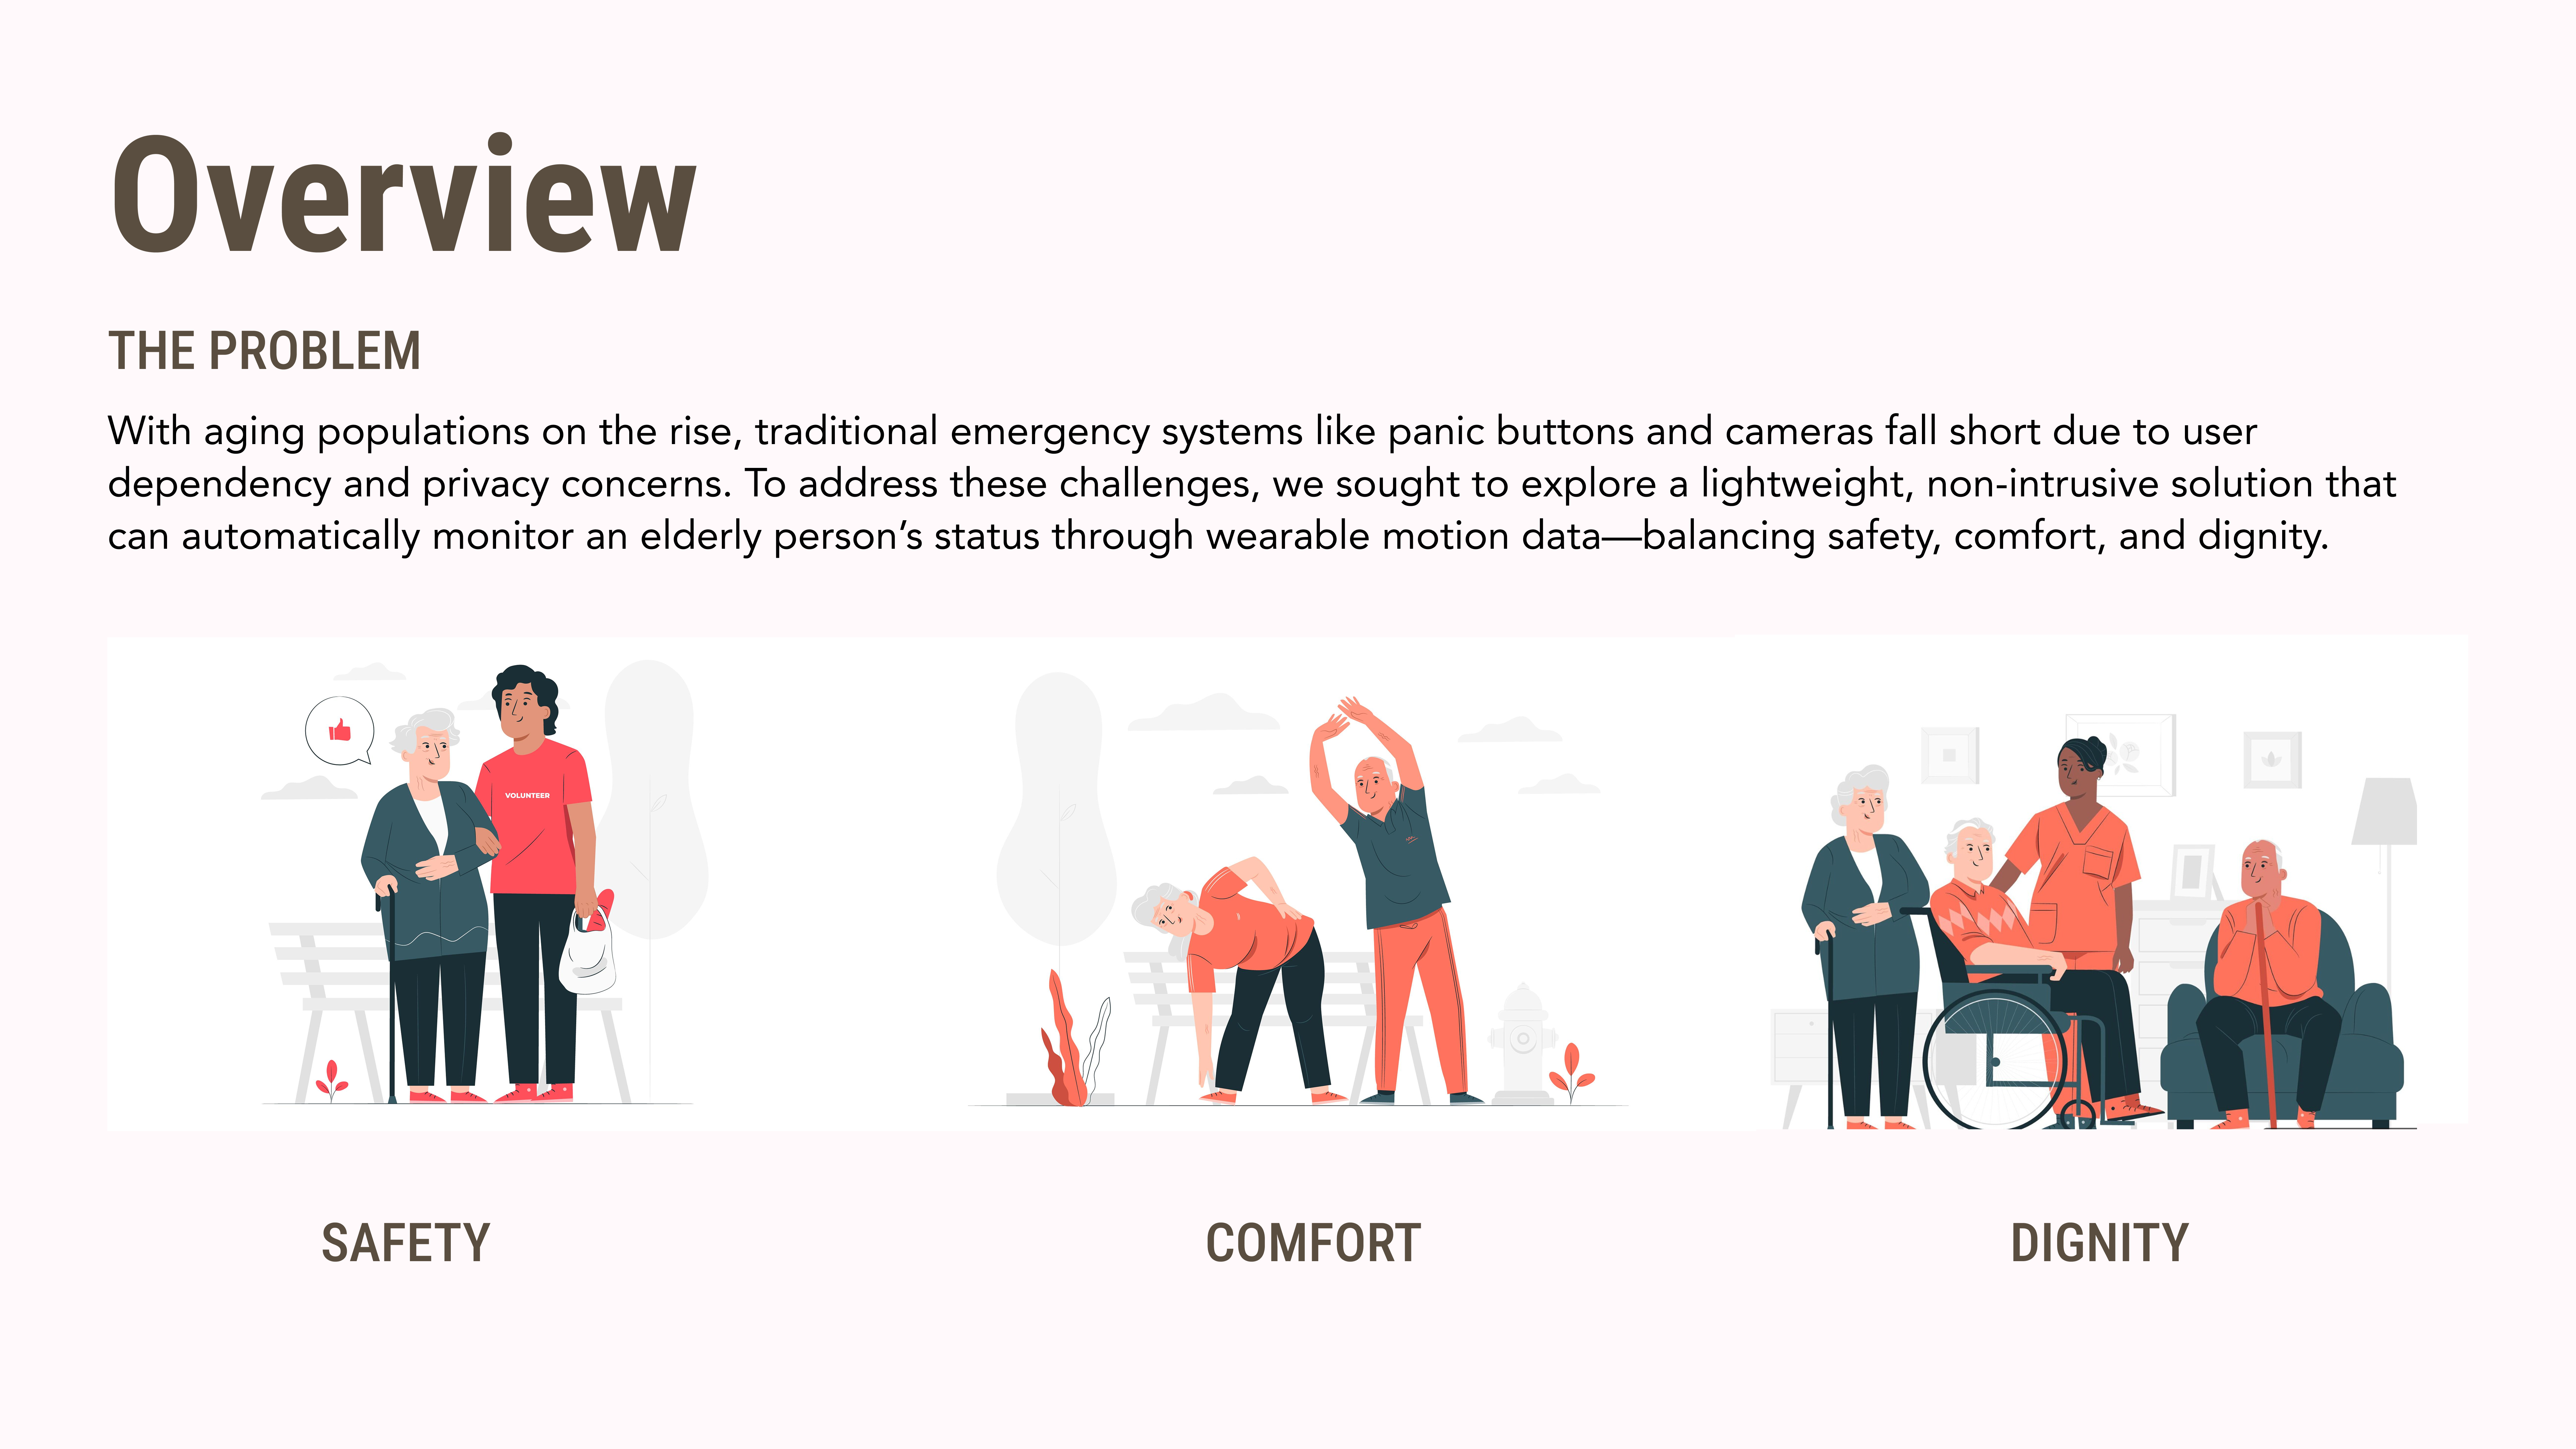 Overview
THE PROBLEM
With aging populations on the rise, traditional emergency systems like panic buttons and cameras fall short due to user
dependency and privacy concerns. To address these challenges, we sought to explore a lightweight, non-intrusive solution that
can automatically monitor an elderly person’s status through wearable motion data—balancing safety, comfort, and dignity.
VOLUNTEER
SAFETY
COMFORT
DIGNITY